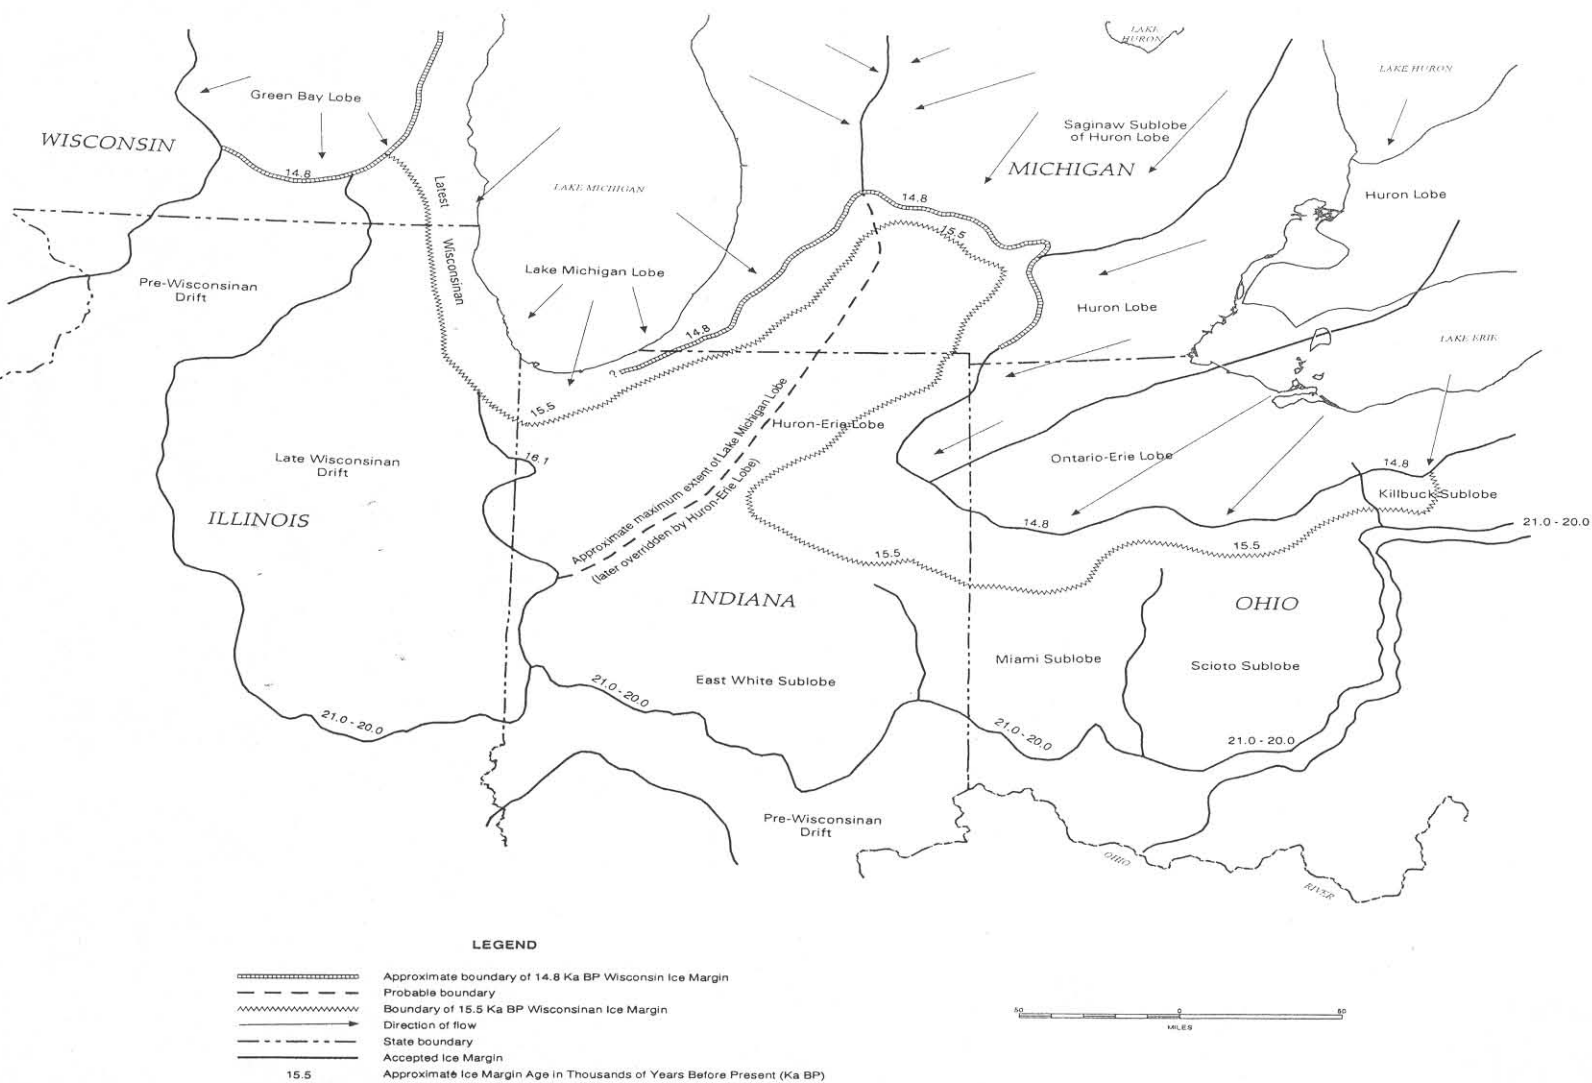 LAKE
HURON
LAKE HURON
Green Bay Lobe
WISCONSIN
Saginaw Sublobe
of Huron Lobe
MICHIGAN
14.8
Latest
Wisconsinan
LAKE MICHIGAN
14.8
15.5
Huron Lobe
Pre-Wisconsinan
Drift
Lake Michigan Lobe
Huron Lobe
14.8
LAKE ERIE
?
15.5
Approximate maximum extent of Lake Michigan Lobe
(later overridden by Huron-Erie Lobe)
Huron-Erie Lobe
Late Wisconsinan
Drift
16.1
Ontario-Erie Lobe
14.8
Killbuck Sublobe
ILLINOIS
14.8
21.0 - 20.0
15.5
15.5
INDIANA
OHIO
Miami Sublobe
Scioto Sublobe
East White Sublobe
21.0 - 20.0
21.0 - 20.0
21.0 - 20.0
21.0 - 20.0
Pre-Wisconsinan
Drift
OHIO
RIVER
LEGEND
Approximate boundary of 14.8 Ka BP Wisconsin Ice Margin
Probable boundary
Boundary of 15.5 Ka BP Wisconsinan Ice Margin
Direction of flow
State boundary
Accepted Ice Margin
15.5 Approximate Ice Margin Age in Thousands of Years Before Present (Ka BP)
50 0 50
MILES